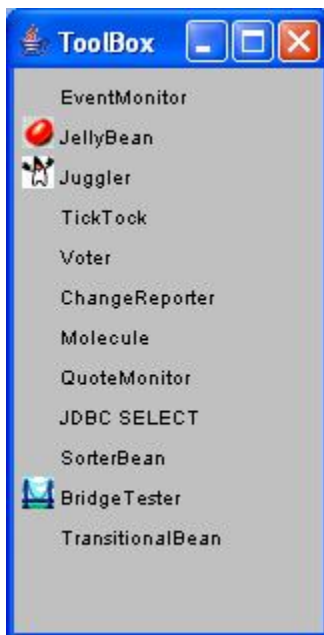 ToolBox
EventMonitor
JellyBean
Juggler
TickTock
Voter
ChangeReporter
Molecule
QuoteMonitor
JDBC SELECT
SorterBean
BridgeTester
TransitionalBean